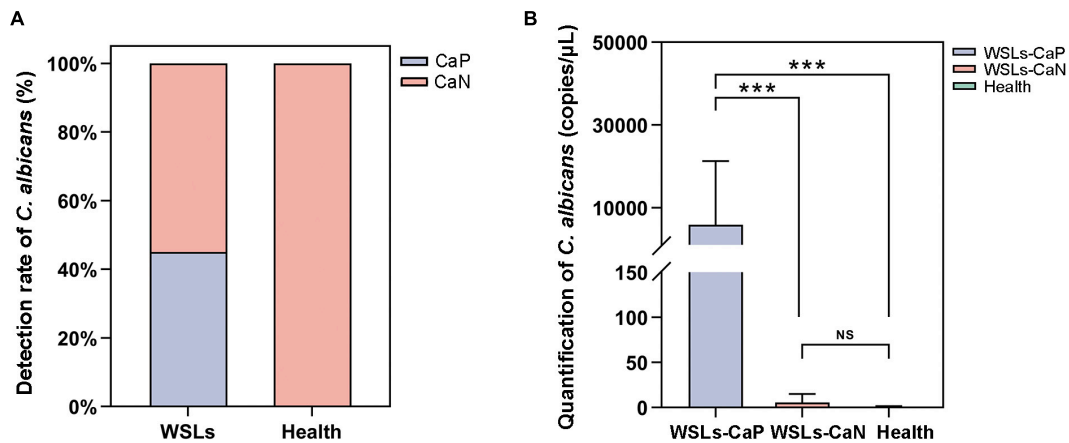 A
Detection rate of C. albicans (%)
100%
80%
60%
40%
20%
0%
WSLs
Health
CaP
CaN
B
Quantification of C. albicans (copies/μL)
50000
30000
10000
150
100
50
0
***
***
NS
WSLs-CaP
WSLs-CaN
Health
WSLs-CaP
WSLs-CaN
Health